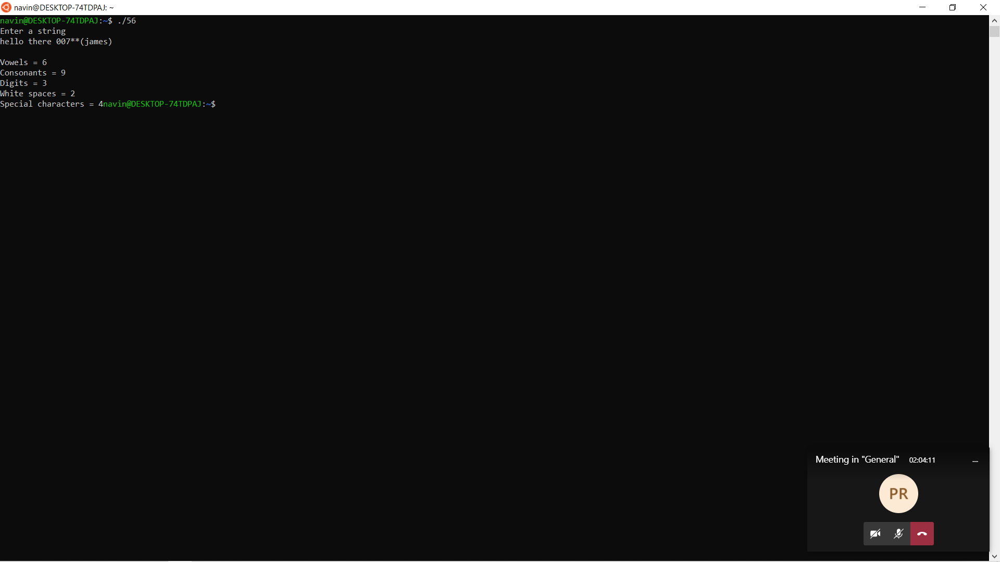 navin@DESKTOP-74TDPAJ: ~
navin@DESKTOP-74TDPAJ:~$ ./56
Enter a string
hello there 007**(james)
Vowels = 6
Consonants = 9
Digits = 3
White spaces = 2
Special characters = 4navin@DESKTOP-74TDPAJ:~$
Meeting in "General" 02:04:11
PR